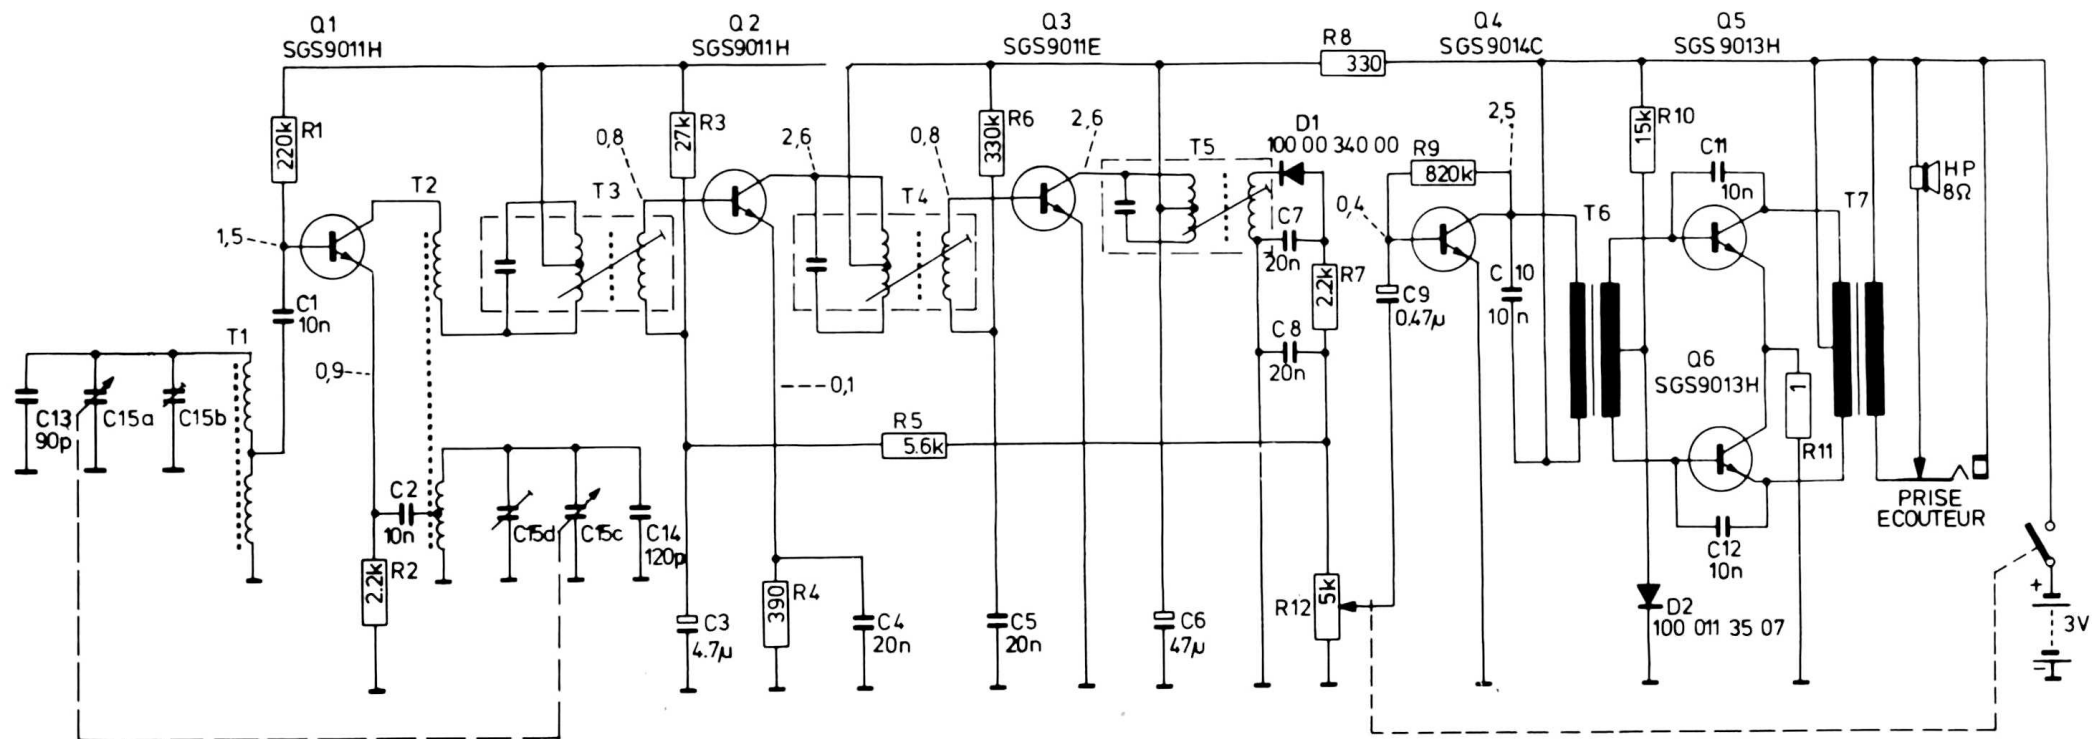 Q1
SGS9011H
Q2
SGS9011H
Q3
SGS9011E
R8
330
Q4
SGS9014C
Q5
SGS9013H
R1
220k
R3
27k
R6
330k
R10
15k
C11
10n
D1
100 00 340 00
R9
820k
HP
8Ω
0,8
2,6
0,8
2,6
2,5
T2
T3
T4
T5
T6
T7
1,5
0,4
C7
20n
R7
2.2k
C1
10n
C9
0,47µ
C10
10n
T1
0,9
0,1
C8
20n
Q6
SGS9013H
1
R11
C13
90p
C15a
C15b
R5
5.6k
C2
10n
C15d
C15c
C14
120p
PRISE
ECOUTEUR
C12
10n
R2
2.2k
R4
390
R12
5k
C3
4.7µ
C4
20n
C5
20n
C6
47µ
D2
100 011 35 07
+
3V
=